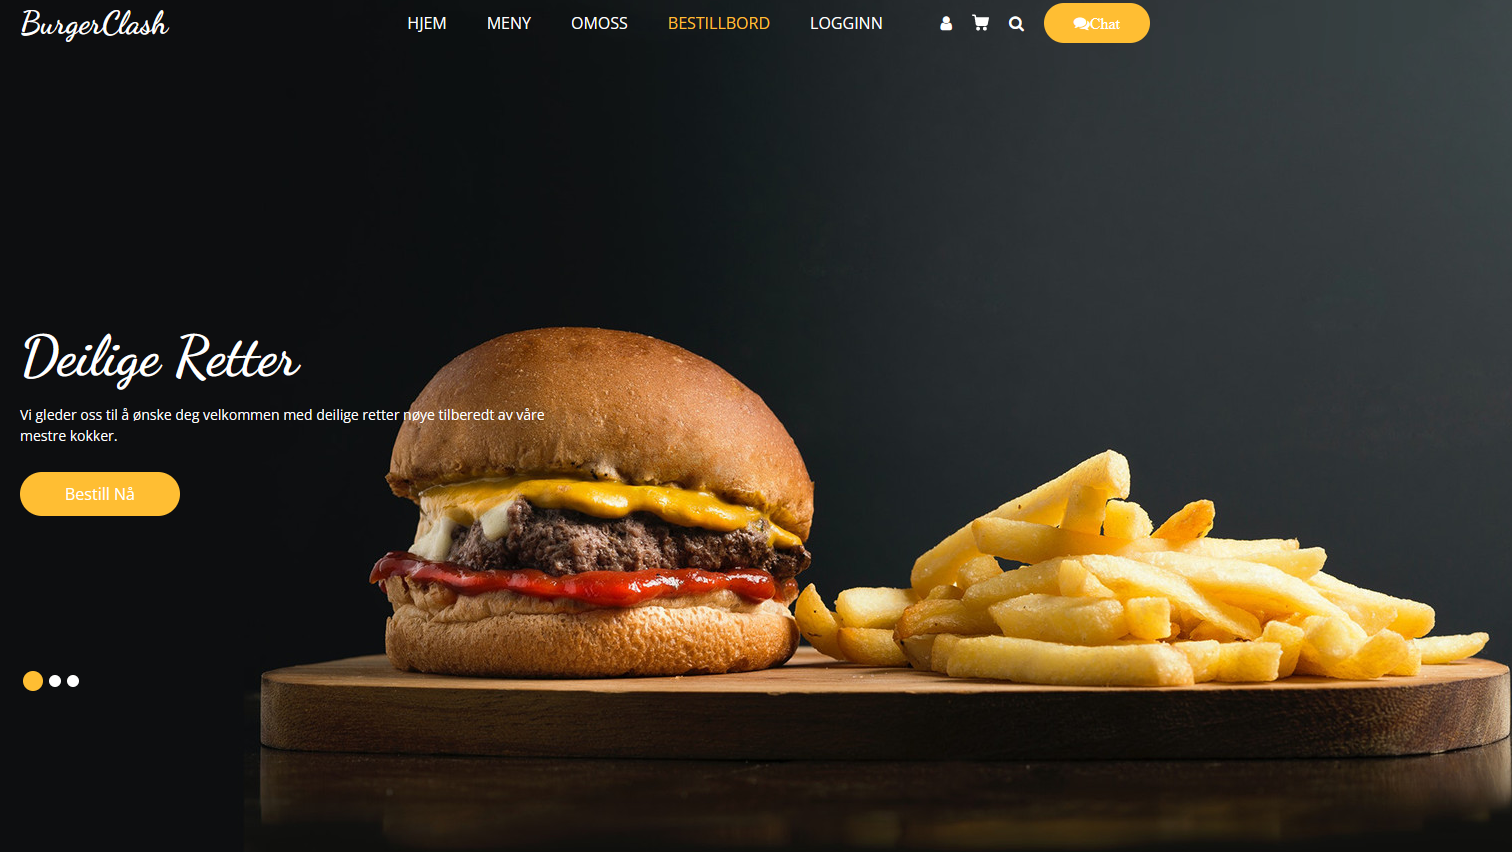 BurgerClash
HJEM MENY OMOSS BESTILLBORD LOGGINN Chat
Deilige Retter
Vi gleder oss til å ønske deg velkommen med deilige retter nøye tilberedt av våre
mestre kokker.
Bestill Nå